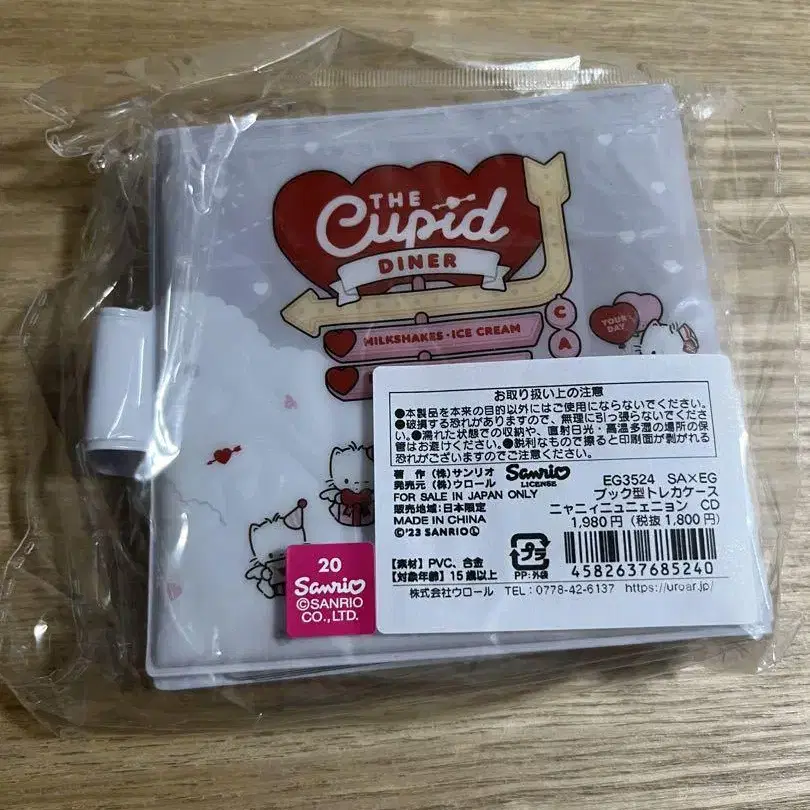 THE
Cupid
DINER
MILKSHAKES · ICE CREAM
C
A
YOUR
DAY
お取り扱い上の注意
●本製品を本来の目的以外にはご使用にならないでください。
●破損する恐れがありますので、無理に引っ張らないでくださ
い。●濡れた状態での収納や、直射日光・高温多湿の場所の保
管はお避けください。●鋭利なもので擦ると印刷面が剥がれる
恐れがございますのでご注意ください。
著 作 (株)サンリオ
発売元 (株)ウロール
FOR SALE IN JAPAN ONLY
販売地域:日本限定
MADE IN CHINA
©'23 SANRIO Ⓛ
Sanrio
LICENSE
EG3524 SA×EG
ブック型トレカケース
ニャニィニュニェニョン CD
1,980円 (税抜 1,800円)
【素材】PVC、合金
【対象年齢】15歳以上
プラ
PP:外袋
4582637685240
株式会社ウロール TEL:0778-42-6137 https://uroar.jp/
20
Sanrio
©SANRIO
CO.,LTD.